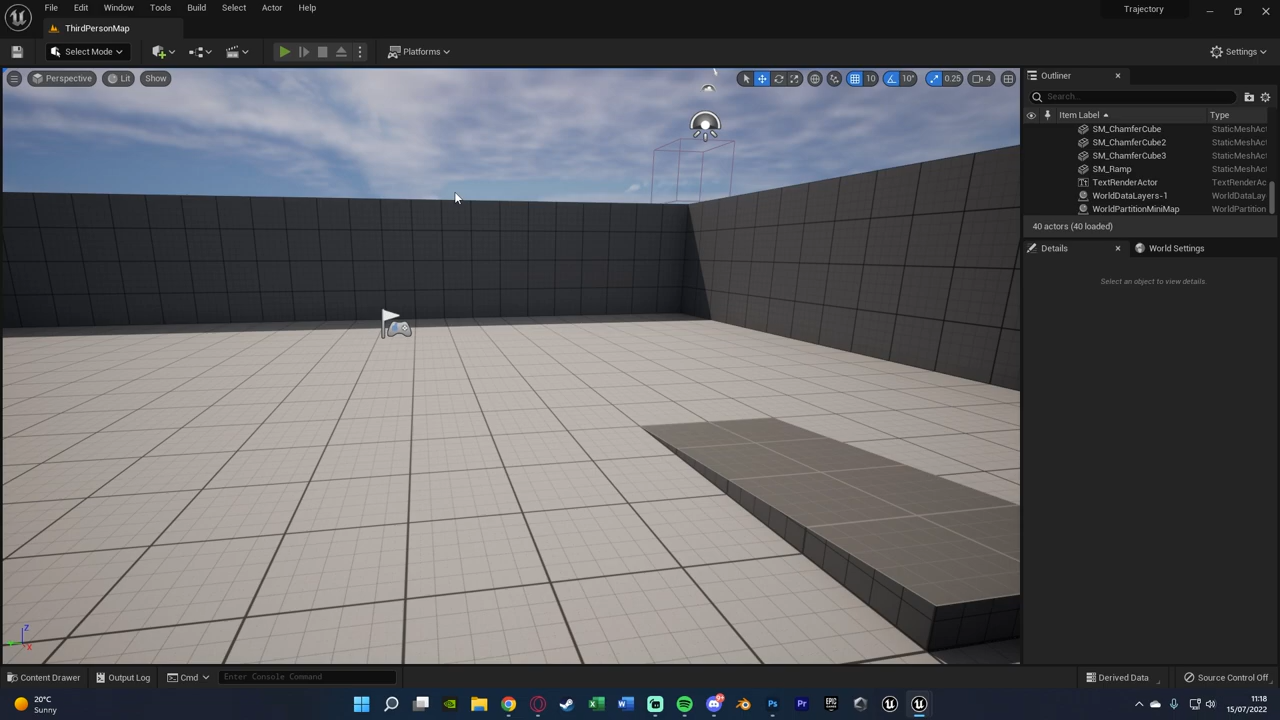 File Edit Window Tools Build Select Actor Help
Trajectory
ThirdPersonMap
Select Mode
Platforms
Settings
Perspective Lit Show
10 10° 0.25 4
Outliner
Search...
Item Label Type
SM_ChamferCube StaticMeshAct
SM_ChamferCube2 StaticMeshAct
SM_ChamferCube3 StaticMeshAct
SM_Ramp StaticMeshAct
TextRenderActor TextRenderAc
WorldDataLayers-1 WorldDataLay
WorldPartitionMiniMap WorldPartition
40 actors (40 loaded)
Details World Settings
Select an object to view details
Z
X
Content Drawer Output Log Cmd Enter Console Command
Derived Data Source Control Off
20°C
Sunny
11:18
15/07/2022